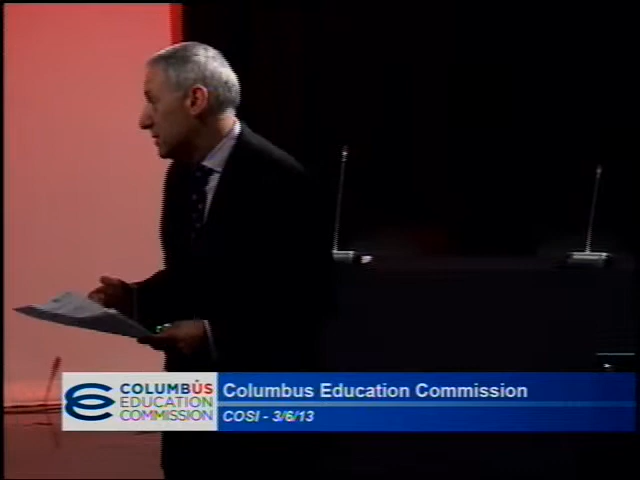 COLUMBUS
EDUCATION
COMMISSION
Columbus Education Commission
COSI - 3/6/13